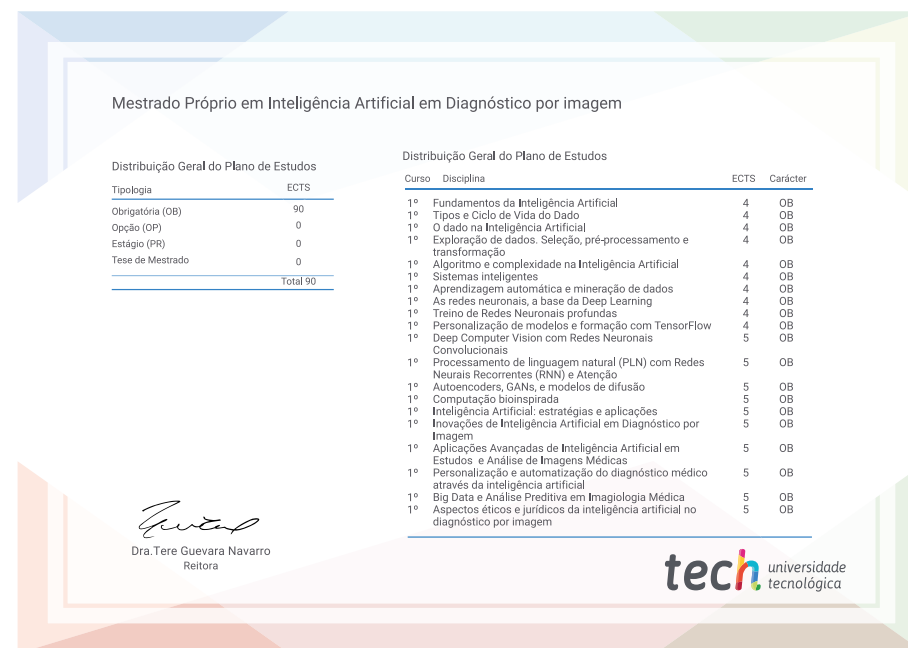 Mestrado Próprio em Inteligência Artificial em Diagnóstico por imagem
Distribuição Geral do Plano de Estudos
Tipologia ECTS
Obrigatória (OB) 90
Opção (OP) 0
Estágio (PR) 0
Tese de Mestrado 0
Total 90
Distribuição Geral do Plano de Estudos
Curso Disciplina ECTS Carácter
1º Fundamentos da Inteligência Artificial 4 OB
1º Tipos e Ciclo de Vida do Dado 4 OB
1º O dado na Inteligência Artificial 4 OB
1º Exploração de dados. Seleção, pré-processamento e 4 OB
transformação
1º Algoritmo e complexidade na Inteligência Artificial 4 OB
1º Sistemas inteligentes 4 OB
1º Aprendizagem automática e mineração de dados 4 OB
1º As redes neuronais, a base da Deep Learning 4 OB
1º Treino de Redes Neuronais profundas 4 OB
1º Personalização de modelos e formação com TensorFlow 4 OB
1º Deep Computer Vision com Redes Neuronais 5 OB
Convolucionais
1º Processamento de linguagem natural (PLN) com Redes 5 OB
Neurais Recorrentes (RNN) e Atenção
1º Autoencoders, GANs, e modelos de difusão 5 OB
1º Computação bioinspirada 5 OB
1º Inteligência Artificial: estratégias e aplicações 5 OB
1º Inovações de Inteligência Artificial em Diagnóstico por 5 OB
Imagem
1º Aplicações Avançadas de Inteligência Artificial em 5 OB
Estudos e Análise de Imagens Médicas
1º Personalização e automatização do diagnóstico médico 5 OB
através da inteligência artificial
1º Big Data e Análise Preditiva em Imagiologia Médica 5 OB
1º Aspectos éticos e jurídicos da inteligência artificial no 5 OB
diagnóstico por imagem
Dra.Tere Guevara Navarro
Reitora
tech universidade
tecnológica